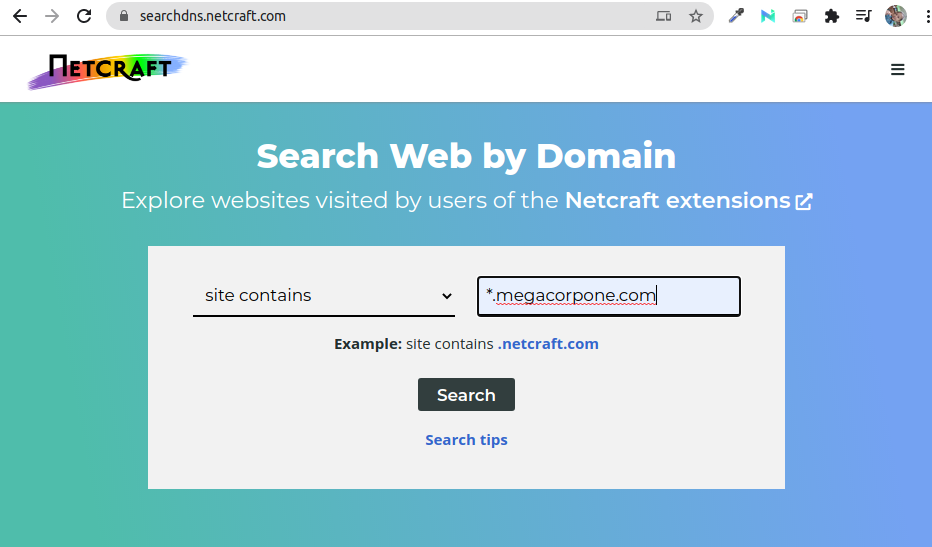 searchdns.netcraft.com
NETCRAFT
Search Web by Domain
Explore websites visited by users of the Netcraft extensions
site contains
*.megacorpone.com
Example: site contains .netcraft.com
Search
Search tips